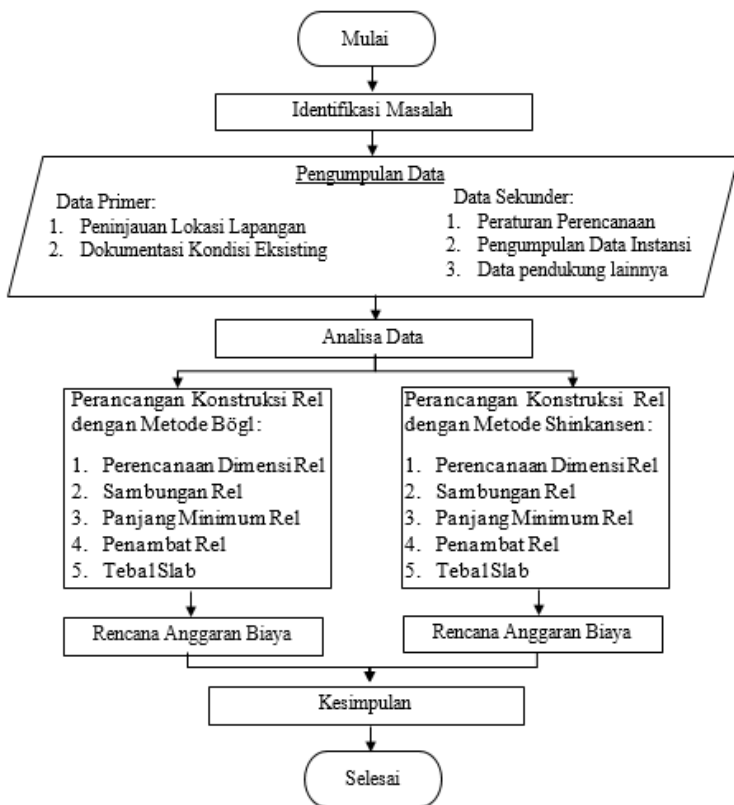 Mulai
Identifikasi Masalah
Pengumpulan Data
Data Primer:
1. Peninjauan Lokasi Lapangan
2. Dokumentasi Kondisi Eksisting
Data Sekunder:
1. Peraturan Perencanaan
2. Pengumpulan Data Instansi
3. Data pendukung lainnya
Analisa Data
Perancangan Konstruksi Rel
dengan Metode Bögl:
1. Perencanaan Dimensi Rel
2. Sambungan Rel
3. Panjang Minimum Rel
4. Penambat Rel
5. Tebal Slab
Perancangan Konstruksi Rel
dengan Metode Shinkansen:
1. Perencanaan Dimensi Rel
2. Sambungan Rel
3. Panjang Minimum Rel
4. Penambat Rel
5. Tebal Slab
Rencana Anggaran Biaya
Rencana Anggaran Biaya
Kesimpulan
Selesai